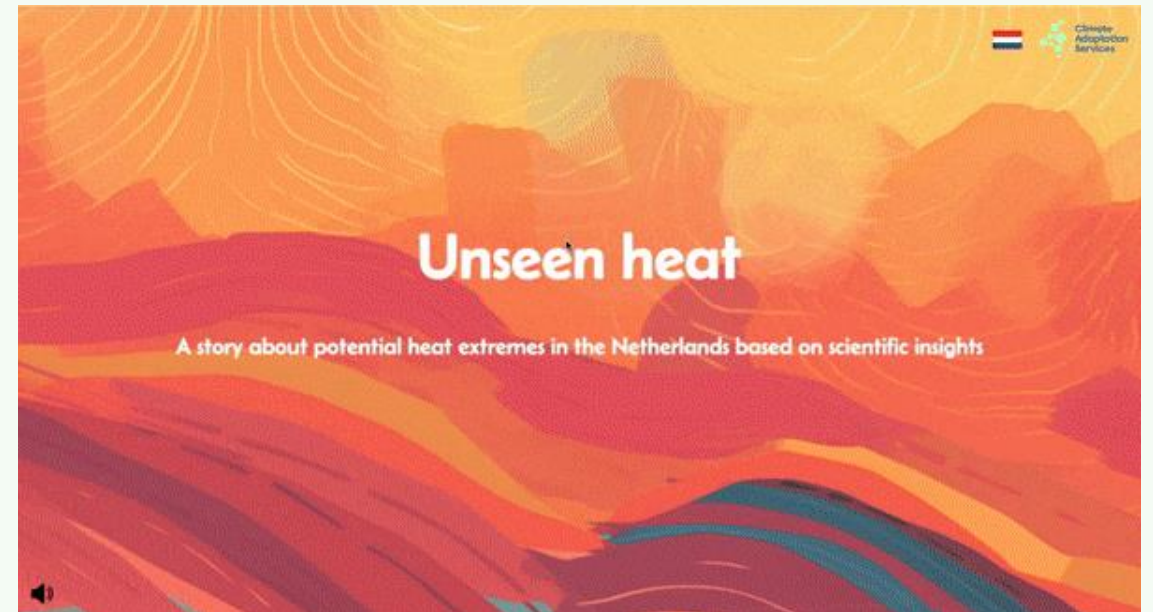 Climate
Adaptation
Services
Unseen heat
A story about potential heat extremes in the Netherlands based on scientific insights